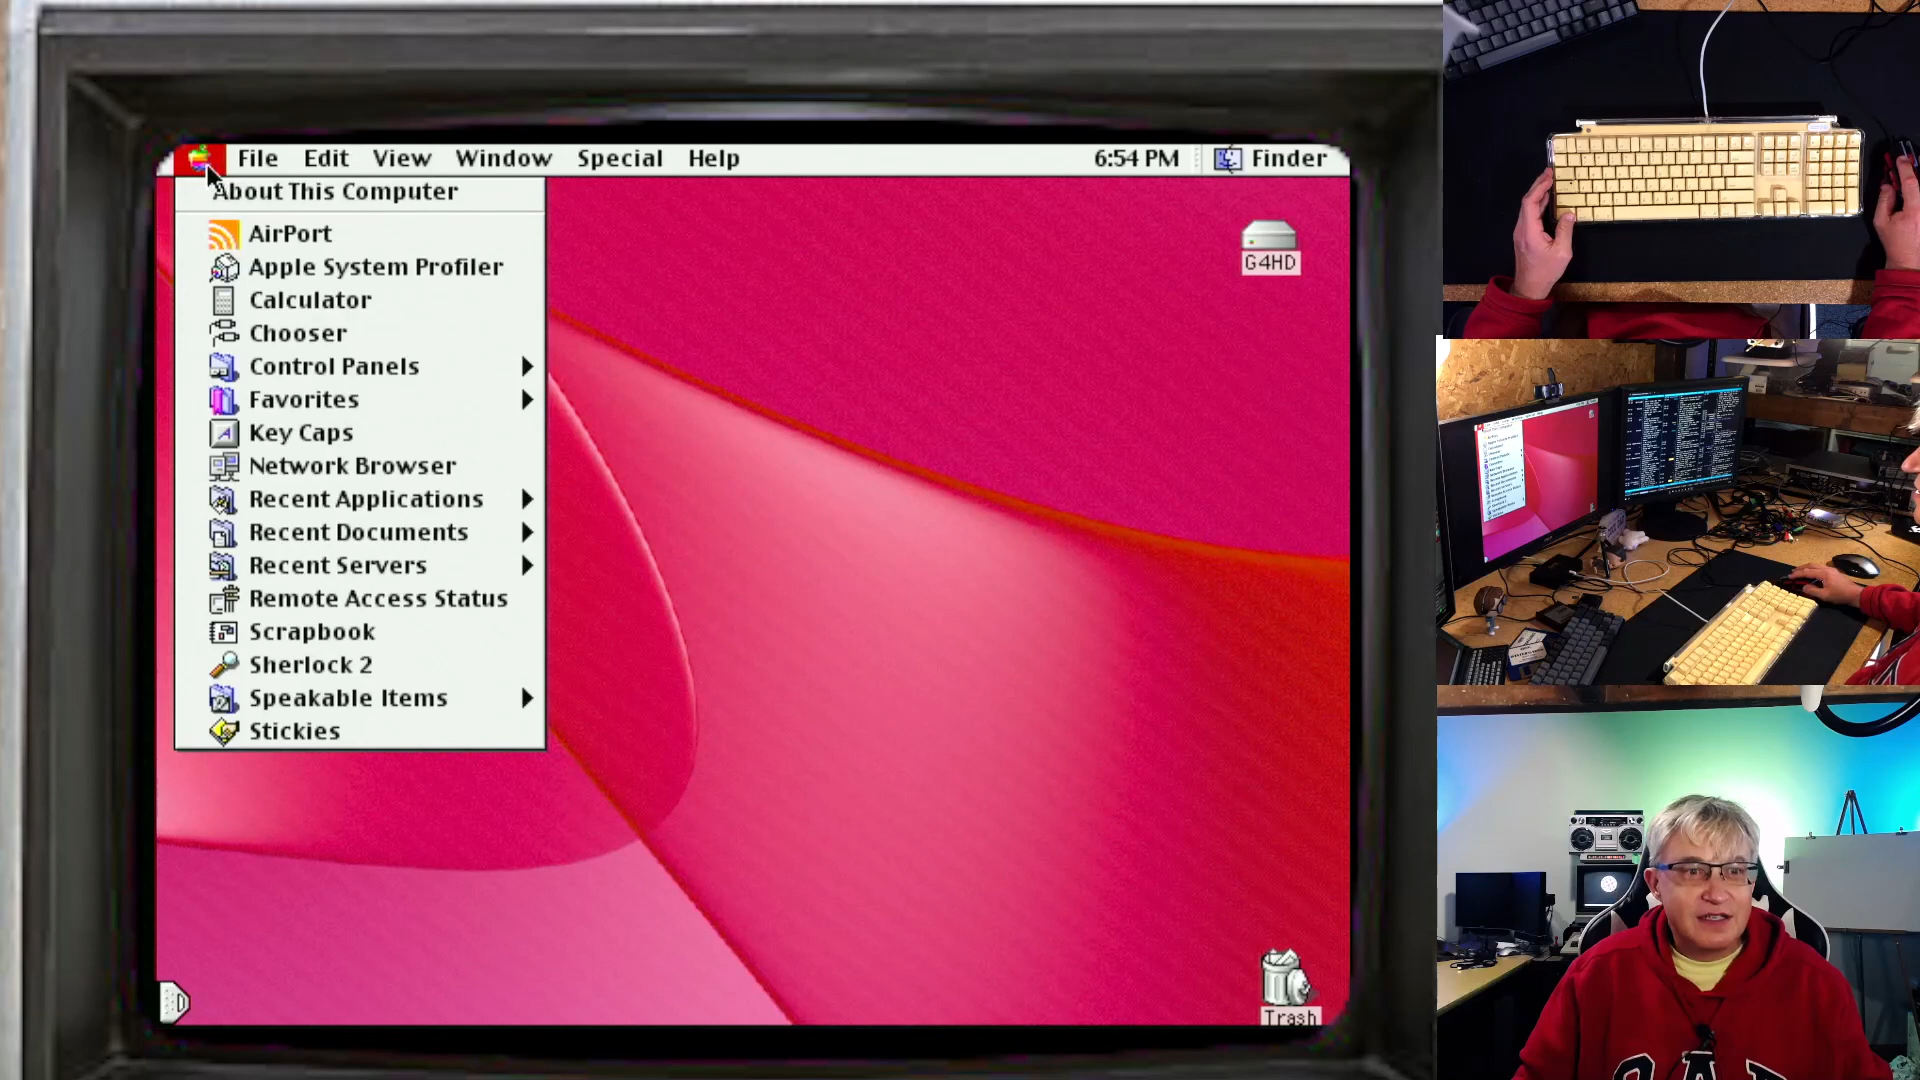 File Edit View Window Special Help 6:54 PM Finder
About This Computer
AirPort
Apple System Profiler
Calculator
Chooser
Control Panels
Favorites
Key Caps
Network Browser
Recent Applications
Recent Documents
Recent Servers
Remote Access Status
Scrapbook
Sherlock 2
Speakable Items
Stickies
G4HD
Trash